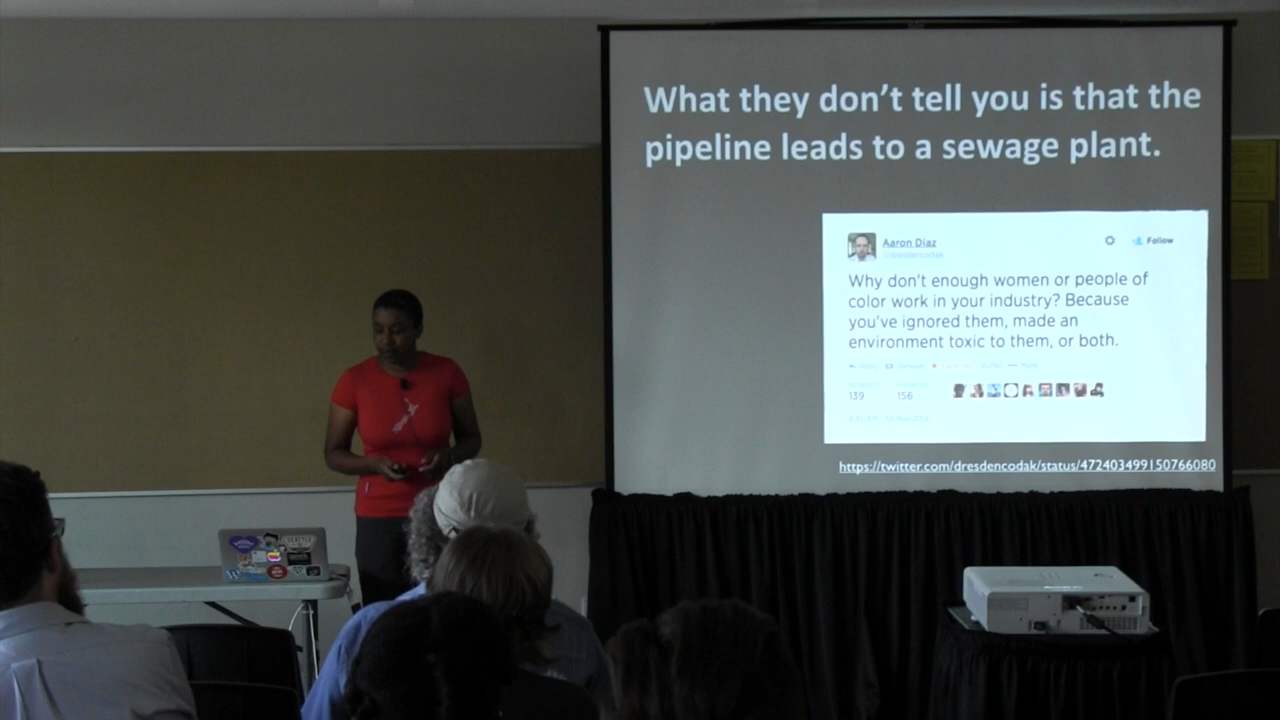 What they don't tell you is that the
pipeline leads to a sewage plant.
Aaron Diaz
@dresdencodak
Follow
Why don't enough women or people of
color work in your industry? Because
you've ignored them, made an
environment toxic to them, or both.
139 156
https://twitter.com/dresdencodak/status/472403499150766080